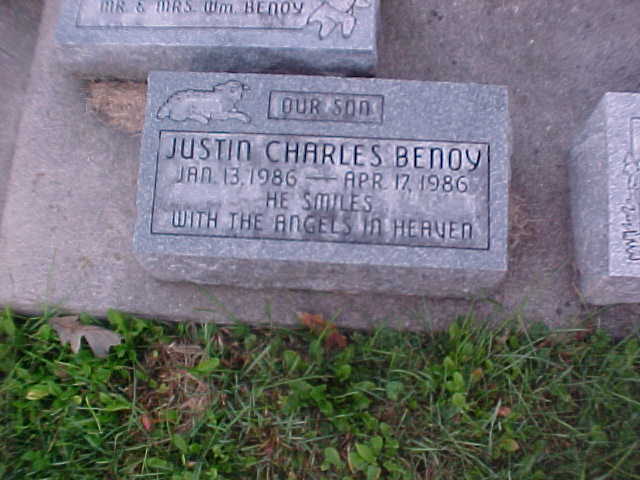 MR. & MRS. Wm. BENOY
OUR SON
JUSTIN CHARLES BENOY
JAN. 13, 1986 — APR. 17, 1986
HE SMILES
WITH THE ANGELS IN HEAVEN